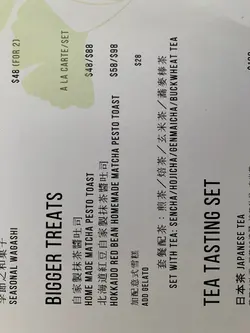 季節之和菓子
SEASONAL WAGASHI $48 (FOR 2)
BIGGER TREATS A LA CARTE/SET
自家製抹茶醬吐司
HOME MADE MATCHA PESTO TOAST $48/$88
北海道紅豆自家製抹茶醬吐司
HOKKAIDO RED BEAN HOMEMADE MATCHA PESTO TOAST $58/$98
加配意式雪糕
ADD GELATO $28
套餐配茶：煎茶／焙茶／玄米茶／蕎麥棒茶
SET WITH TEA: SENCHA/HOJICHA/GENMAICHA/BUCKWHEAT TEA
TEA TASTING SET
日本茶 JAPANESE TEA